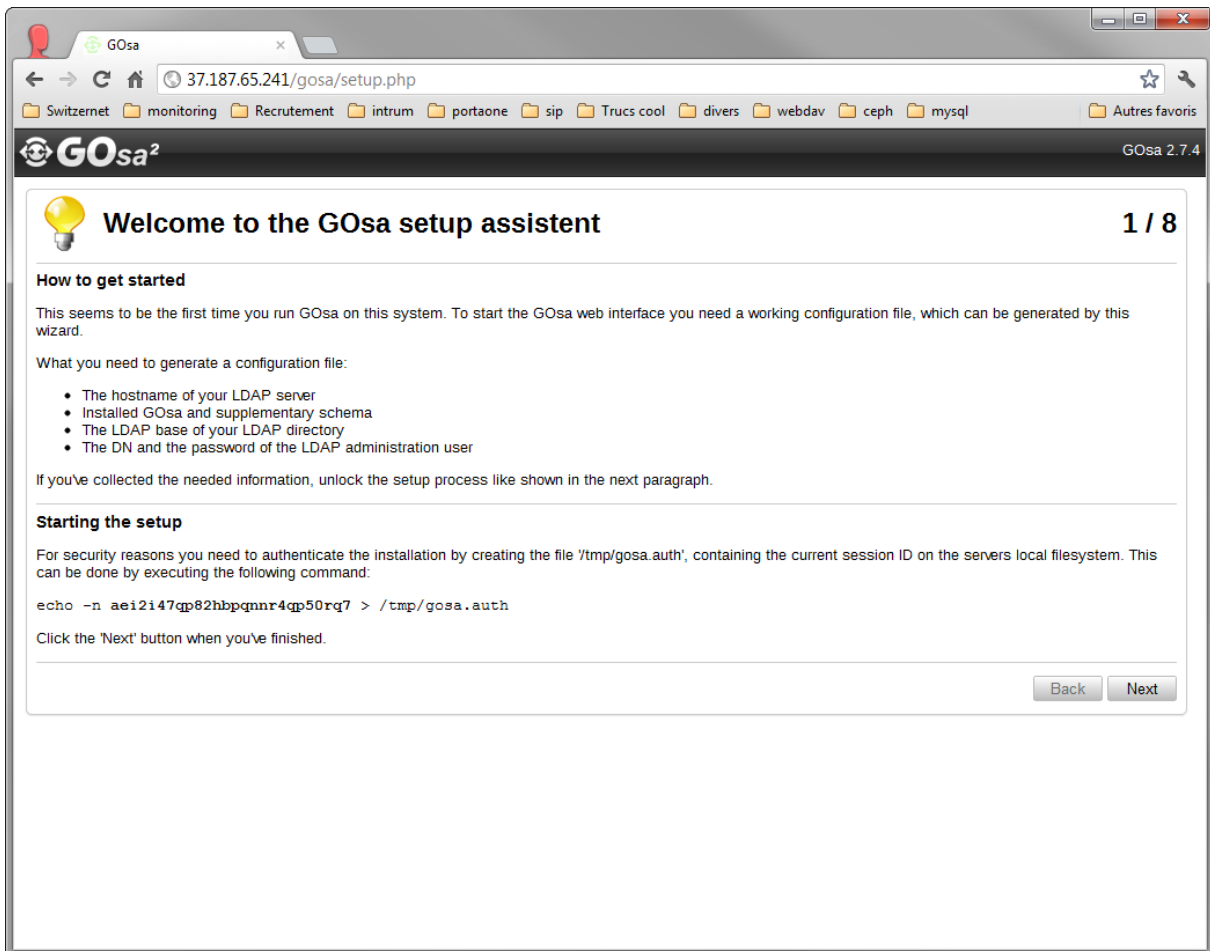 GOsa
37.187.65.241/gosa/setup.php
Switzernet monitoring Recrutement intrum portaone sip Trucs cool divers webdav ceph mysql Autres favoris
GOsa² GOsa 2.7.4
Welcome to the GOsa setup assistent 1 / 8
How to get started
This seems to be the first time you run GOsa on this system. To start the GOsa web interface you need a working configuration file, which can be generated by this
wizard.
What you need to generate a configuration file:
• The hostname of your LDAP server
• Installed GOsa and supplementary schema
• The LDAP base of your LDAP directory
• The DN and the password of the LDAP administration user
If you've collected the needed information, unlock the setup process like shown in the next paragraph.
Starting the setup
For security reasons you need to authenticate the installation by creating the file '/tmp/gosa.auth', containing the current session ID on the servers local filesystem. This
can be done by executing the following command:
echo -n aei2i47qp82hbpqnnr4qp50rq7 > /tmp/gosa.auth
Click the 'Next' button when you've finished.
Back Next